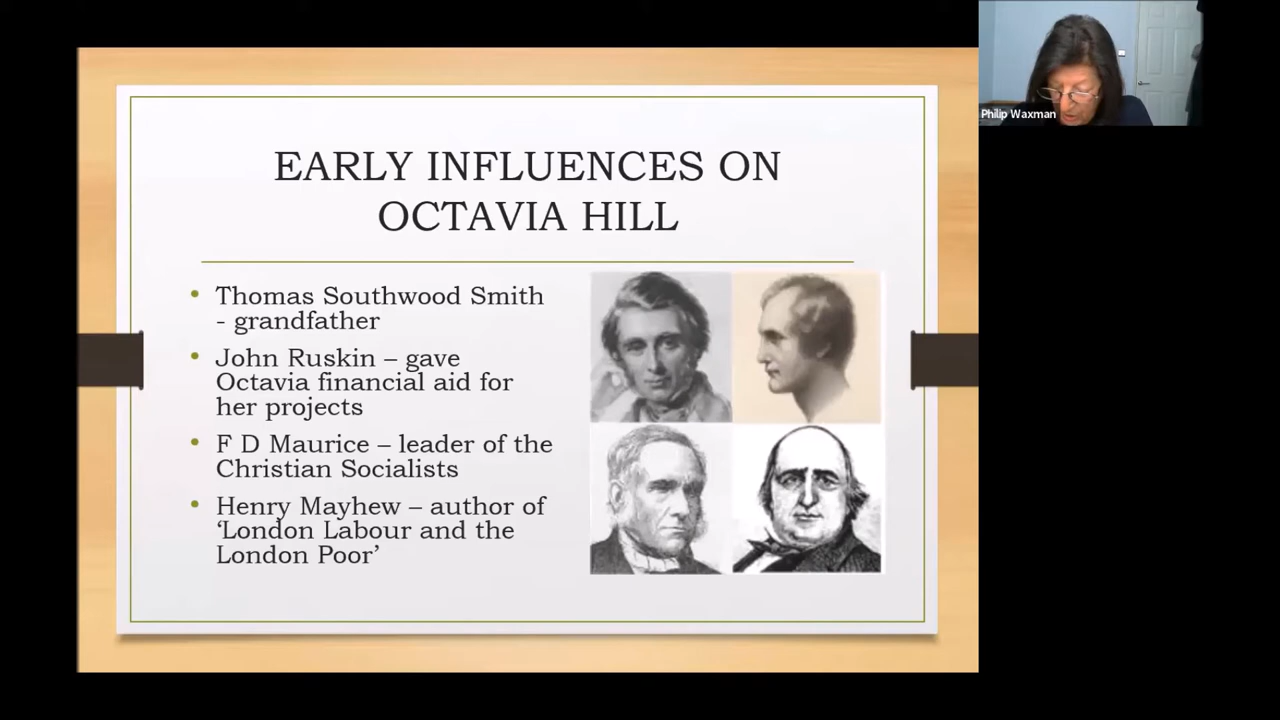 EARLY INFLUENCES ON
OCTAVIA HILL
• Thomas Southwood Smith
- grandfather
• John Ruskin – gave
Octavia financial aid for
her projects
• F D Maurice – leader of the
Christian Socialists
• Henry Mayhew – author of
‘London Labour and the
London Poor’
Philip Waxman